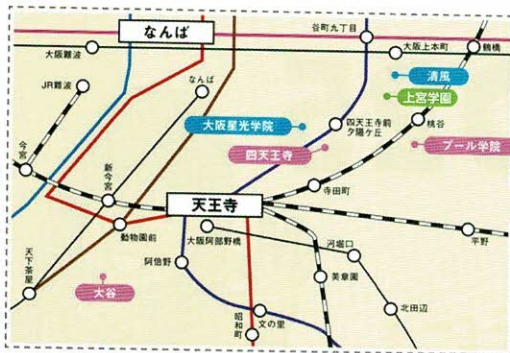 なんば
谷町九丁目
大阪難波
大阪上本町
鶴橋
JR難波
なんば
清風
上宮学園
大阪星光学院
四天王寺前
夕陽ケ丘
桃谷
四天王寺
プール学院
今宮
新今宮
寺田町
天王寺
動物園前
大阪阿部野橋
河堀口
平野
天下茶屋
阿倍野
美章園
大谷
北田辺
昭和町
文の里